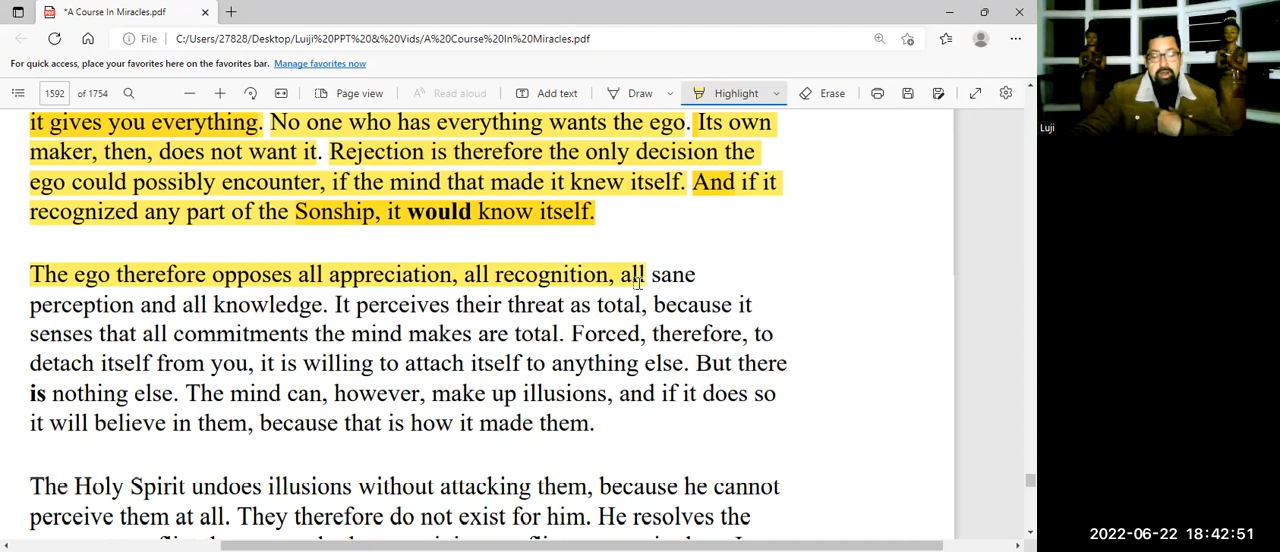 *A Course In Miracles.pdf
File
C:/Users/27828/Desktop/Luiji%20PPT%20&%20Vids/A%20Course%20In%20Miracles.pdf
For quick access, place your favorites here on the favorites bar. Manage favorites now
1592 of 1754
Page view
Read aloud
Add text
Draw
Highlight
Erase
it gives you everything. No one who has everything wants the ego. Its own
maker, then, does not want it. Rejection is therefore the only decision the
ego could possibly encounter, if the mind that made it knew itself. And if it
recognized any part of the Sonship, it would know itself.
The ego therefore opposes all appreciation, all recognition, all sane
perception and all knowledge. It perceives their threat as total, because it
senses that all commitments the mind makes are total. Forced, therefore, to
detach itself from you, it is willing to attach itself to anything else. But there
is nothing else. The mind can, however, make up illusions, and if it does so
it will believe in them, because that is how it made them.
The Holy Spirit undoes illusions without attacking them, because he cannot
perceive them at all. They therefore do not exist for him. He resolves the
Luji
2022-06-22 18:42:51